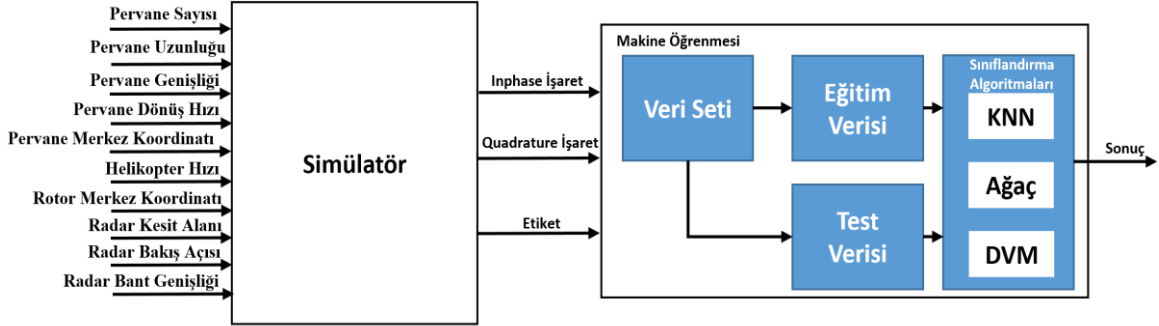 Pervane Sayısı
Pervane Uzunluğu
Pervane Genişliği
Pervane Dönüş Hızı
Pervane Merkez Koordinatı
Helikopter Hızı
Rotor Merkez Koordinatı
Radar Kesit Alanı
Radar Bakış Açısı
Radar Bant Genişliği
Simülatör
Inphase İşaret
Quadrature İşaret
Etiket
Makine Öğrenmesi
Veri Seti
Eğitim
Verisi
Test
Verisi
Sınıflandırma
Algoritmaları
KNN
Ağaç
DVM
Sonuç